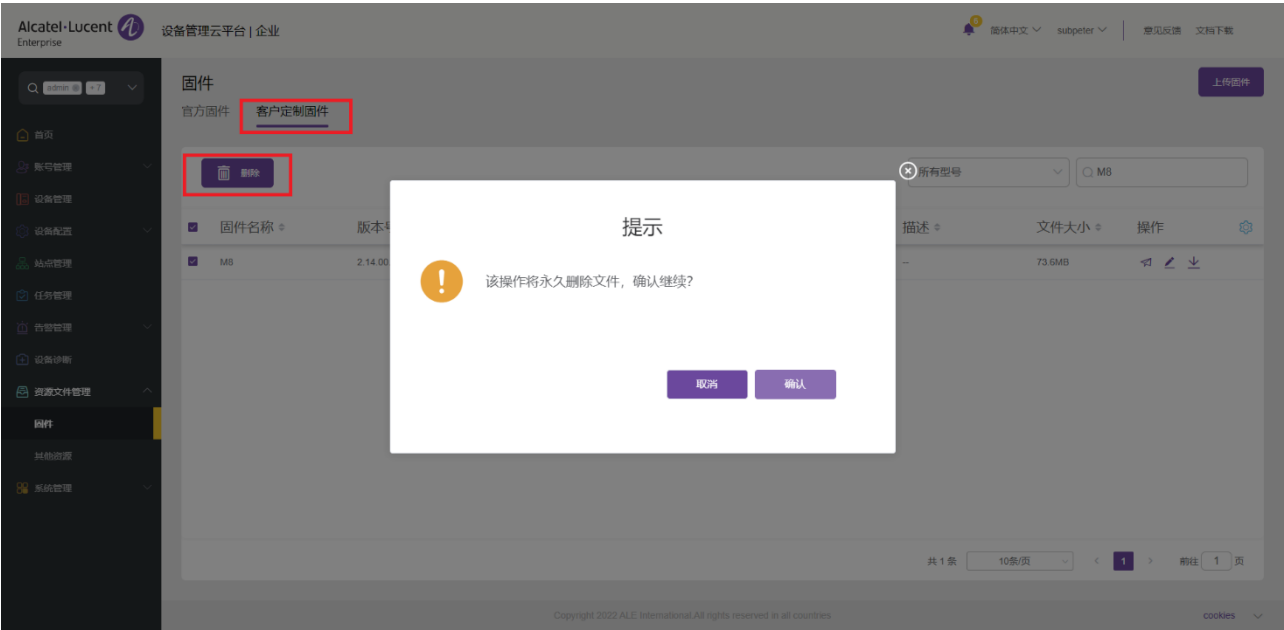 Alcatel·Lucent
Enterprise
设备管理云平台 | 企业
6
简体中文
subpeter
意见反馈
文档下载
admin
+ 7
固件
上传固件
官方固件
客户定制固件
首页
账号管理
设备管理
设备配置
站点管理
任务管理
告警管理
设备诊断
资源文件管理
固件
其他资源
系统管理
删除
所有型号
M8
固件名称
版本号
描述
文件大小
操作
M8
2.14.00.
--
73.6MB
提示
该操作将永久删除文件，确认继续?
取消
确认
共 1 条
10条/页
1
前往 1 页
Copyright 2022 ALE International.All rights reserved in all countries
cookies